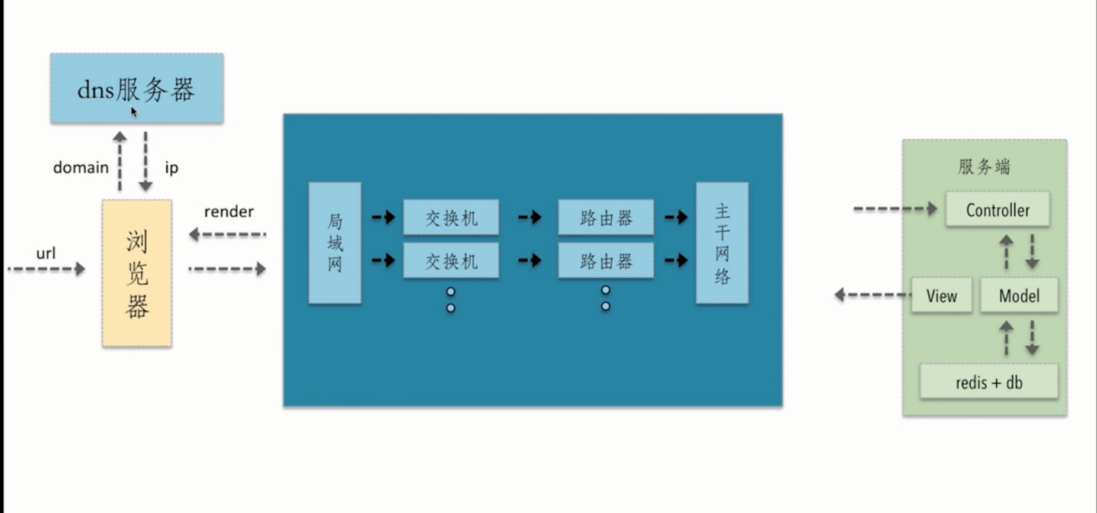 dns服务器
domain
ip
url
浏览器
render
局域网
交换机
路由器
交换机
路由器
主干网络
服务端
Controller
View
Model
redis + db